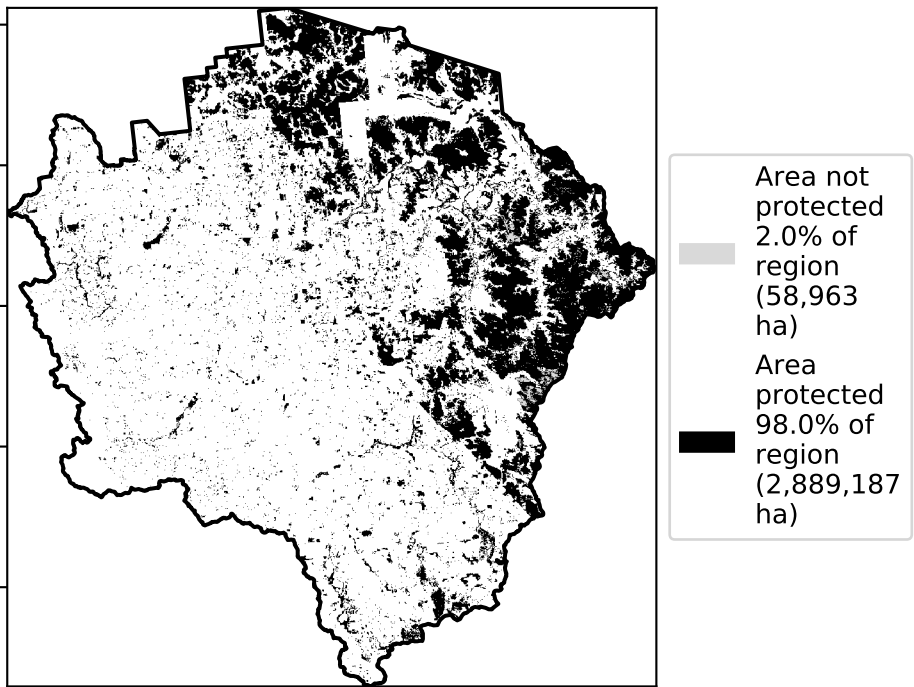 Area not
protected
2.0% of
region
(58,963
ha)
Area
protected
98.0% of
region
(2,889,187
ha)